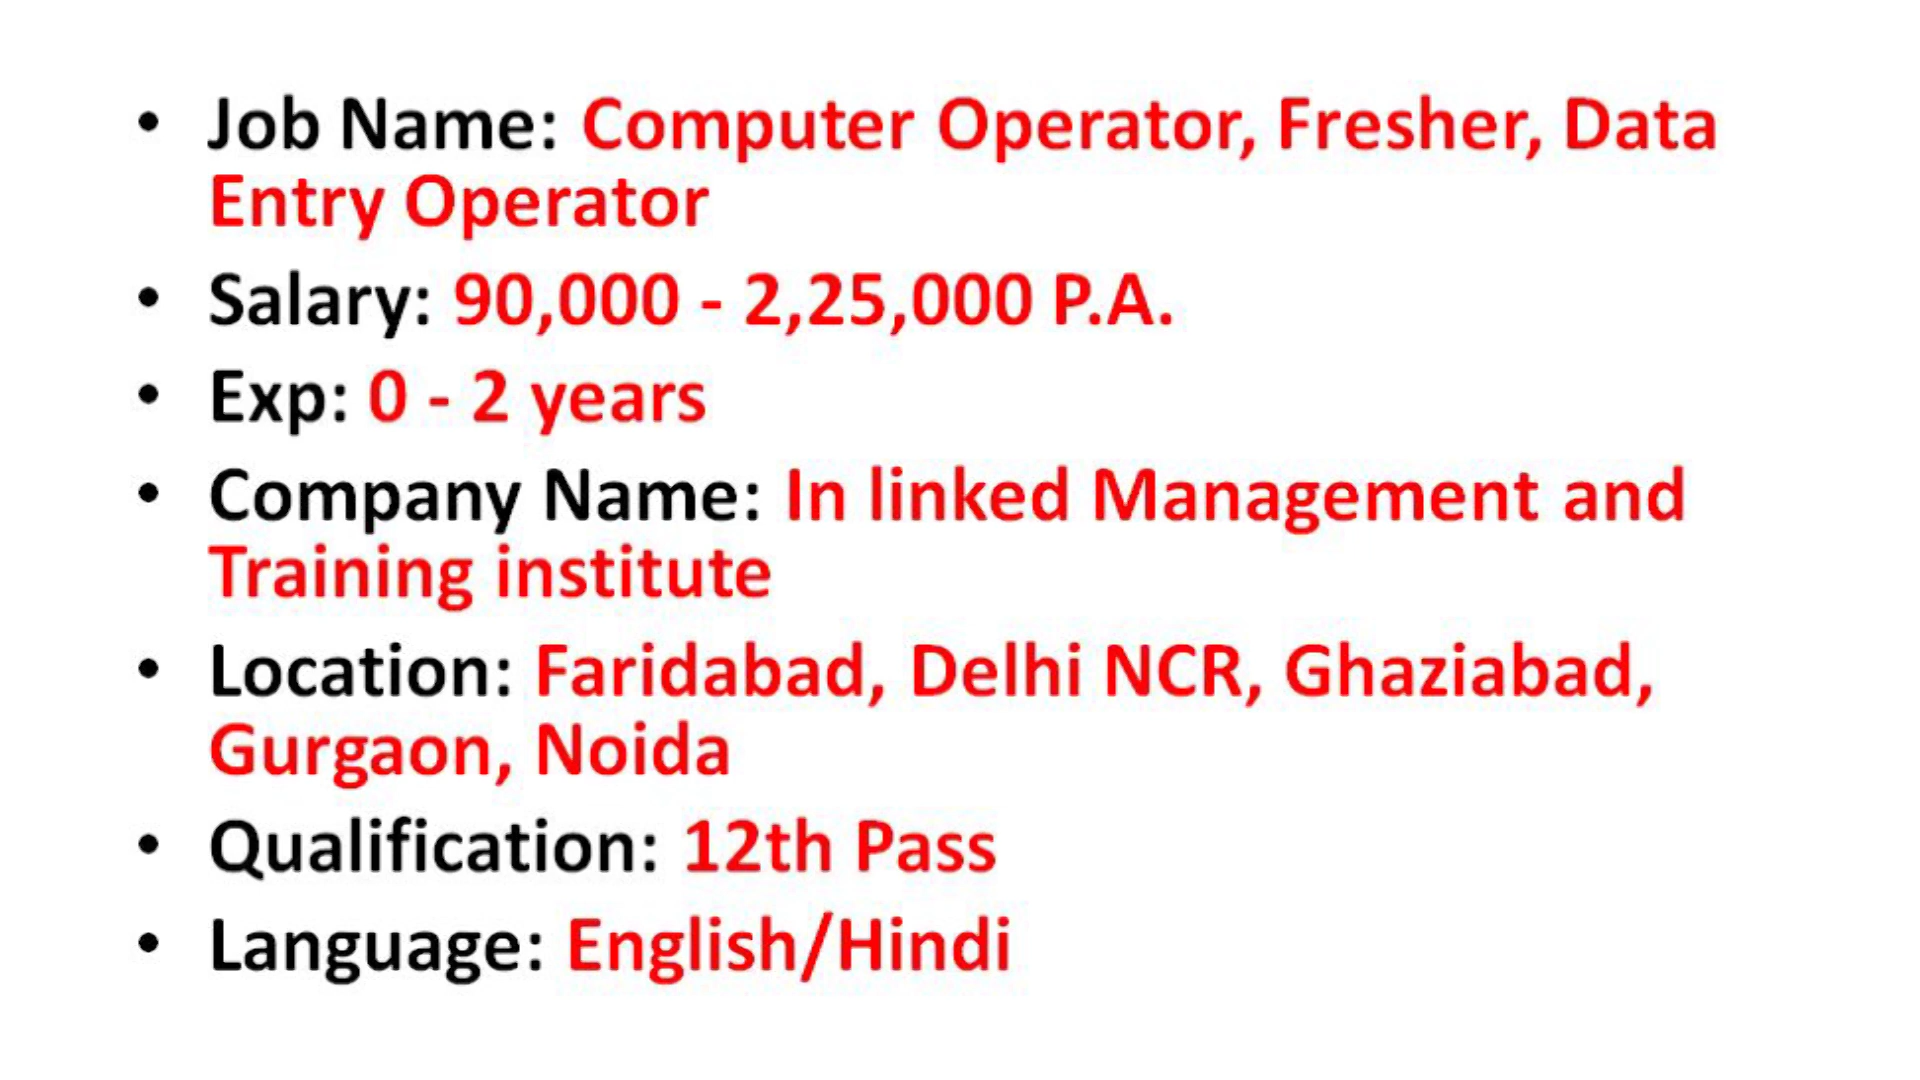 • Job Name: Computer Operator, Fresher, Data
Entry Operator
• Salary: 90,000 - 2,25,000 P.A.
• Exp: 0 - 2 years
• Company Name: In linked Management and
Training institute
• Location: Faridabad, Delhi NCR, Ghaziabad,
Gurgaon, Noida
• Qualification: 12th Pass
• Language: English/Hindi